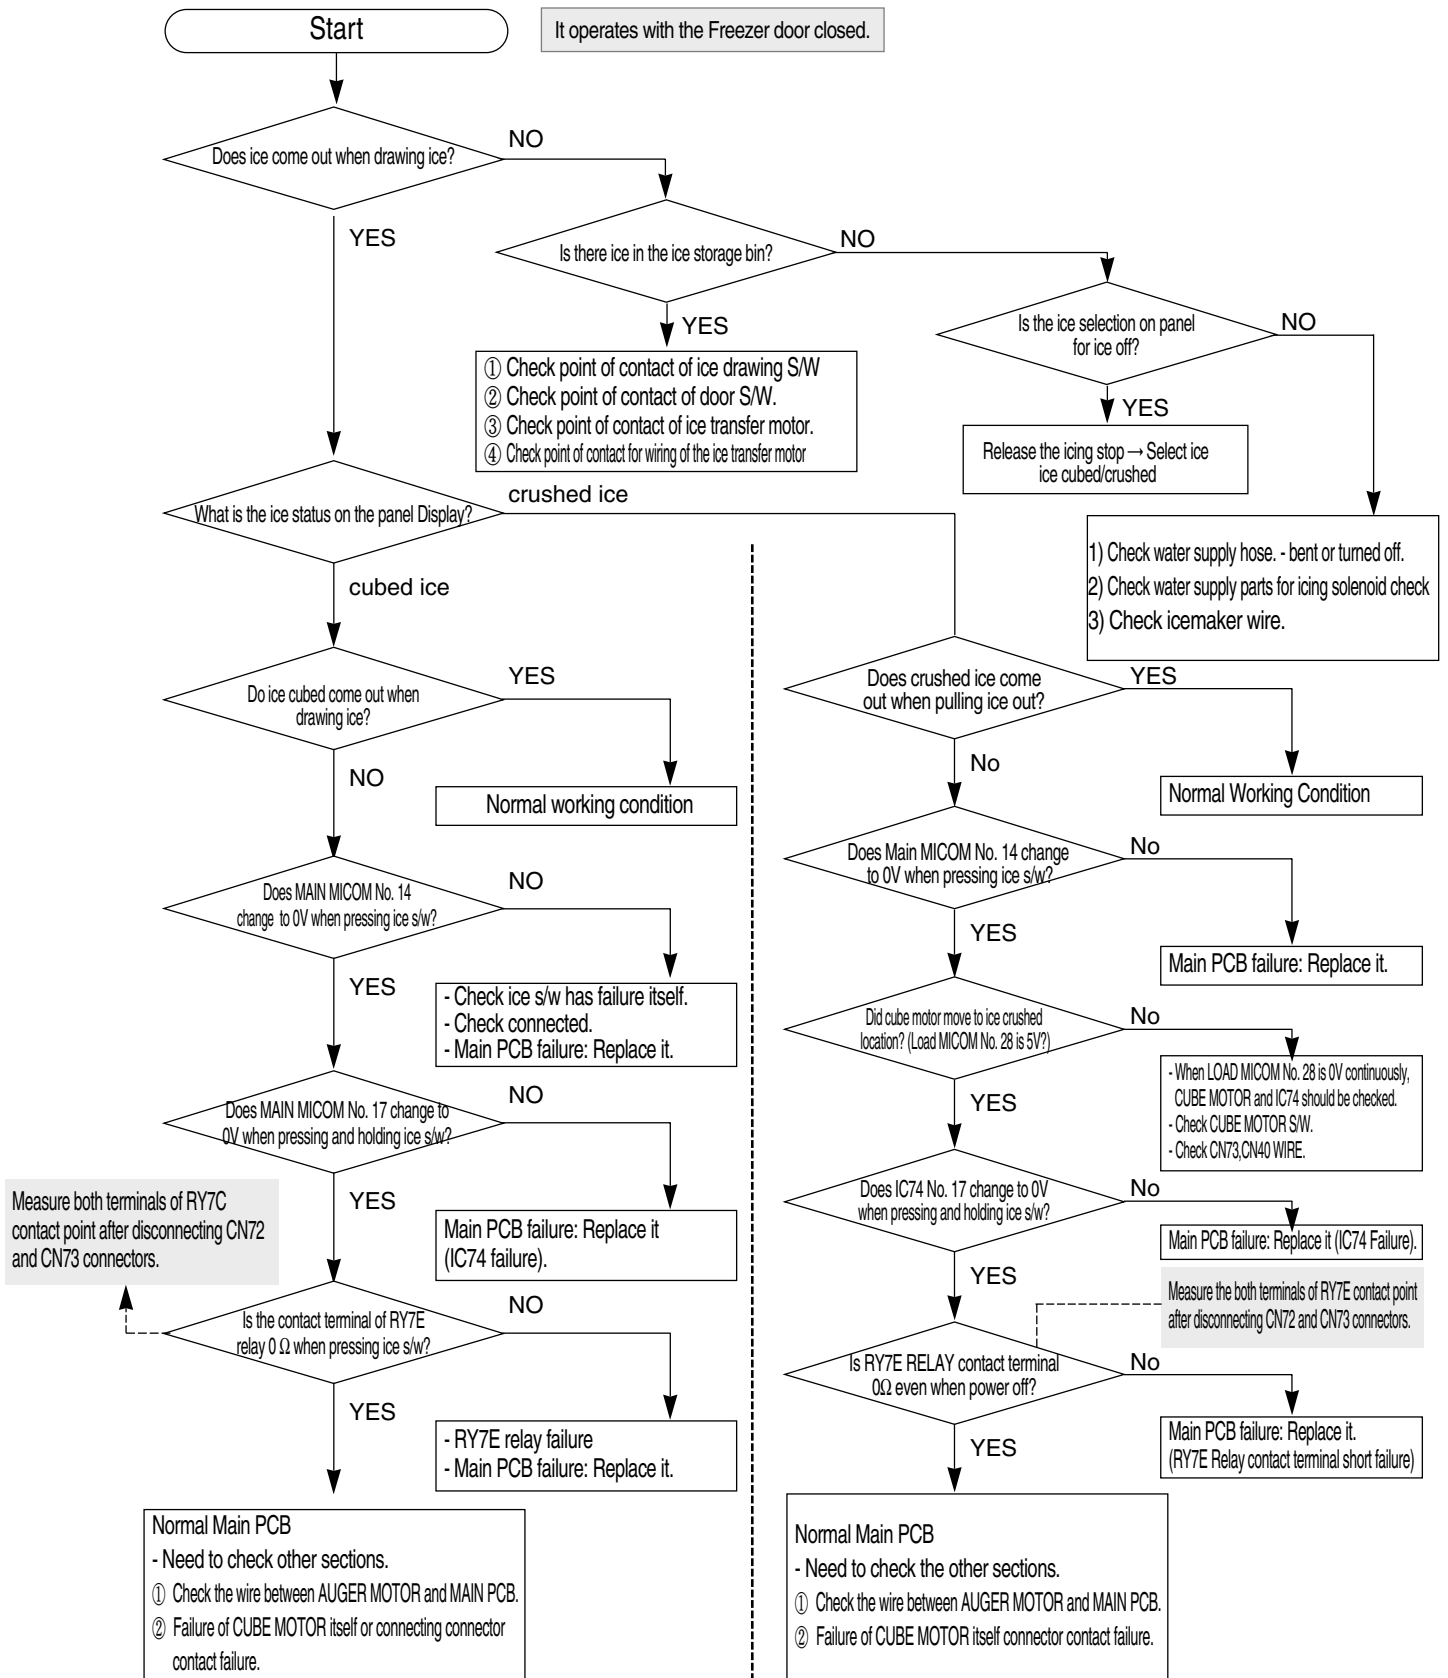 Start
It operates with the Freezer door closed.
Does ice come out when drawing ice?
NO
YES
Is there ice in the ice storage bin?
NO
YES
① Check point of contact of ice drawing S/W
② Check point of contact of door S/W.
③ Check point of contact of ice transfer motor.
④ Check point of contact for wiring of the ice transfer motor
Is the ice selection on panel
for ice off?
NO
YES
Release the icing stop → Select ice
ice cubed/crushed
1) Check water supply hose. - bent or turned off.
2) Check water supply parts for icing solenoid check
3) Check icemaker wire.
What is the ice status on the panel Display?
crushed ice
cubed ice
Do ice cubed come out when
drawing ice?
YES
NO
Normal working condition
Does MAIN MICOM No. 14
change to 0V when pressing ice s/w?
NO
YES
- Check ice s/w has failure itself.
- Check connected.
- Main PCB failure: Replace it.
Does MAIN MICOM No. 17 change to
0V when pressing and holding ice s/w?
NO
YES
Main PCB failure: Replace it
(IC74 failure).
Measure both terminals of RY7C
contact point after disconnecting CN72
and CN73 connectors.
Is the contact terminal of RY7E
relay 0 Ω when pressing ice s/w?
NO
YES
- RY7E relay failure
- Main PCB failure: Replace it.
Normal Main PCB
- Need to check other sections.
① Check the wire between AUGER MOTOR and MAIN PCB.
② Failure of CUBE MOTOR itself or connecting connector
contact failure.
Does crushed ice come
out when pulling ice out?
YES
No
Normal Working Condition
Does Main MICOM No. 14 change
to 0V when pressing ice s/w?
No
YES
Main PCB failure: Replace it.
Did cube motor move to ice crushed
location? (Load MICOM No. 28 is 5V?)
No
YES
- When LOAD MICOM No. 28 is 0V continuously,
CUBE MOTOR and IC74 should be checked.
- Check CUBE MOTOR S/W.
- Check CN73,CN40 WIRE.
Does IC74 No. 17 change to 0V
when pressing and holding ice s/w?
No
YES
Main PCB failure: Replace it (IC74 Failure).
Measure the both terminals of RY7E contact point
after disconnecting CN72 and CN73 connectors.
Is RY7E RELAY contact terminal
0Ω even when power off?
No
YES
Main PCB failure: Replace it.
(RY7E Relay contact terminal short failure)
Normal Main PCB
- Need to check the other sections.
① Check the wire between AUGER MOTOR and MAIN PCB.
② Failure of CUBE MOTOR itself connector contact failure.